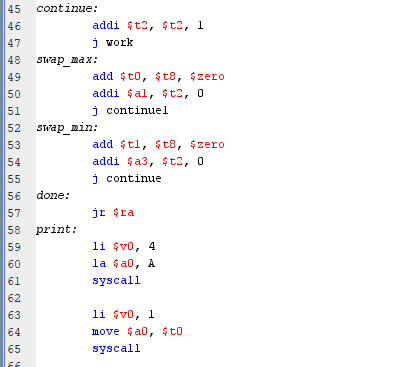 45 continue:
46 addi $t2, $t2, 1
47 j work
48 swap_max:
49 add $t0, $t8, $zero
50 addi $a1, $t2, 0
51 j continue1
52 swap_min:
53 add $t1, $t8, $zero
54 addi $a3, $t2, 0
55 j continue
56 done:
57 jr $ra
58 print:
59 li $v0, 4
60 la $a0, A
61 syscall
62
63 li $v0, 1
64 move $a0, $t0
65 syscall
66